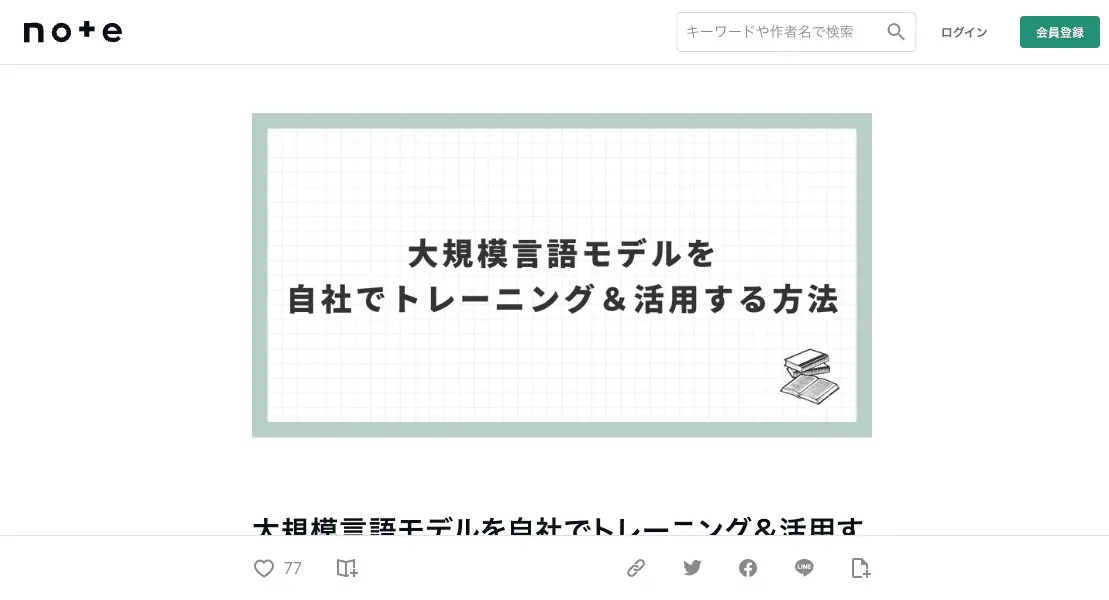 note
キーワードや作者名で検索
ログイン
会員登録
大規模言語モデルを
自社でトレーニング＆活用する方法
大規模言語モデルを自社でトレーニング＆活用す
77
LINE